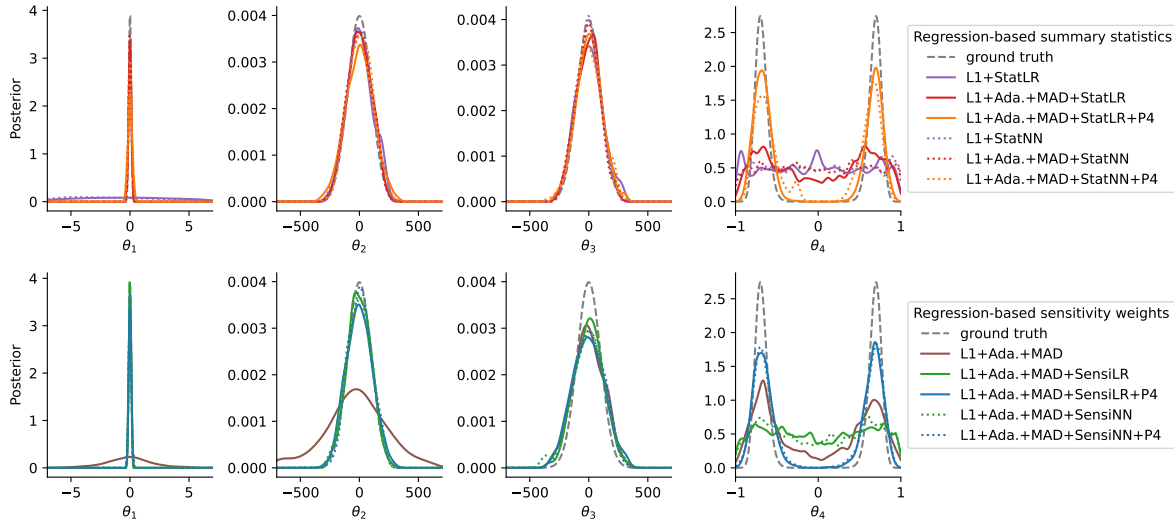 Posterior
4
3
2
1
0
−5
0
5
θ1
0.004
0.003
0.002
0.001
0.000
−500
0
500
θ2
0.004
0.003
0.002
0.001
0.000
−500
0
500
θ3
2.5
2.0
1.5
1.0
0.5
0.0
−1
0
1
θ4
Regression-based summary statistics
ground truth
L1+StatLR
L1+Ada.+MAD+StatLR
L1+Ada.+MAD+StatLR+P4
L1+StatNN
L1+Ada.+MAD+StatNN
L1+Ada.+MAD+StatNN+P4
Posterior
4
3
2
1
0
−5
0
5
θ1
0.004
0.003
0.002
0.001
0.000
−500
0
500
θ2
0.004
0.003
0.002
0.001
0.000
−500
0
500
θ3
2.5
2.0
1.5
1.0
0.5
0.0
−1
0
1
θ4
Regression-based sensitivity weights
ground truth
L1+Ada.+MAD
L1+Ada.+MAD+SensiLR
L1+Ada.+MAD+SensiLR+P4
L1+Ada.+MAD+SensiNN
L1+Ada.+MAD+SensiNN+P4